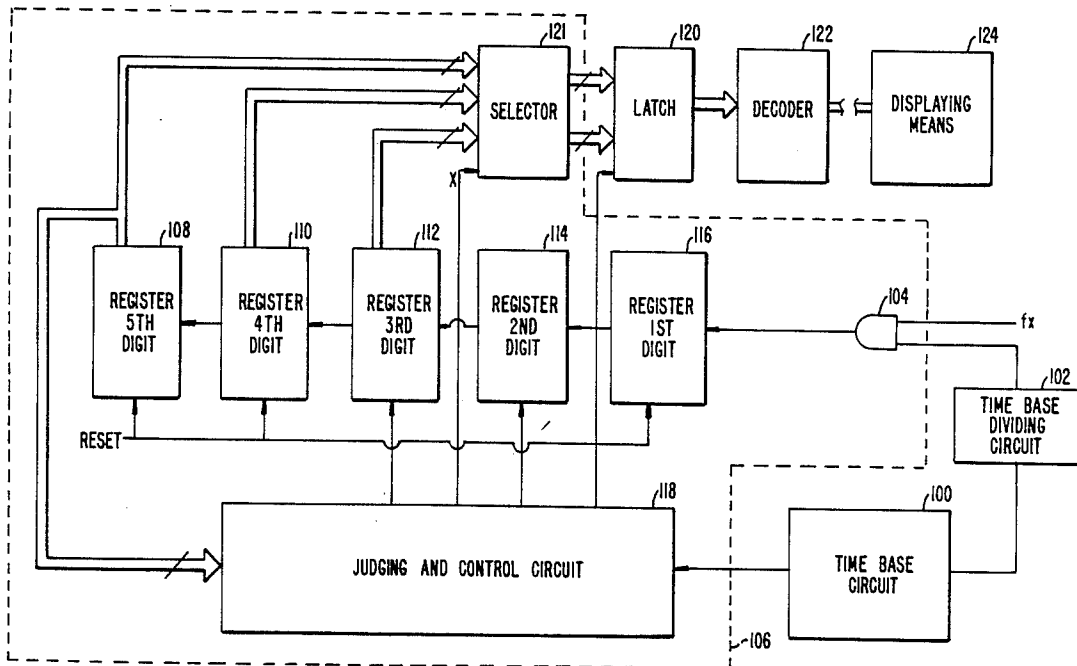 121
120
122
124
SELECTOR
LATCH
DECODER
DISPLAYING
MEANS
X
108
110
112
114
116
REGISTER
5TH
DIGIT
REGISTER
4TH
DIGIT
REGISTER
3RD
DIGIT
REGISTER
2ND
DIGIT
REGISTER
1ST
DIGIT
104
fx
102
TIME BASE
DIVIDING
CIRCUIT
RESET
118
100
JUDGING AND CONTROL CIRCUIT
TIME BASE
CIRCUIT
106